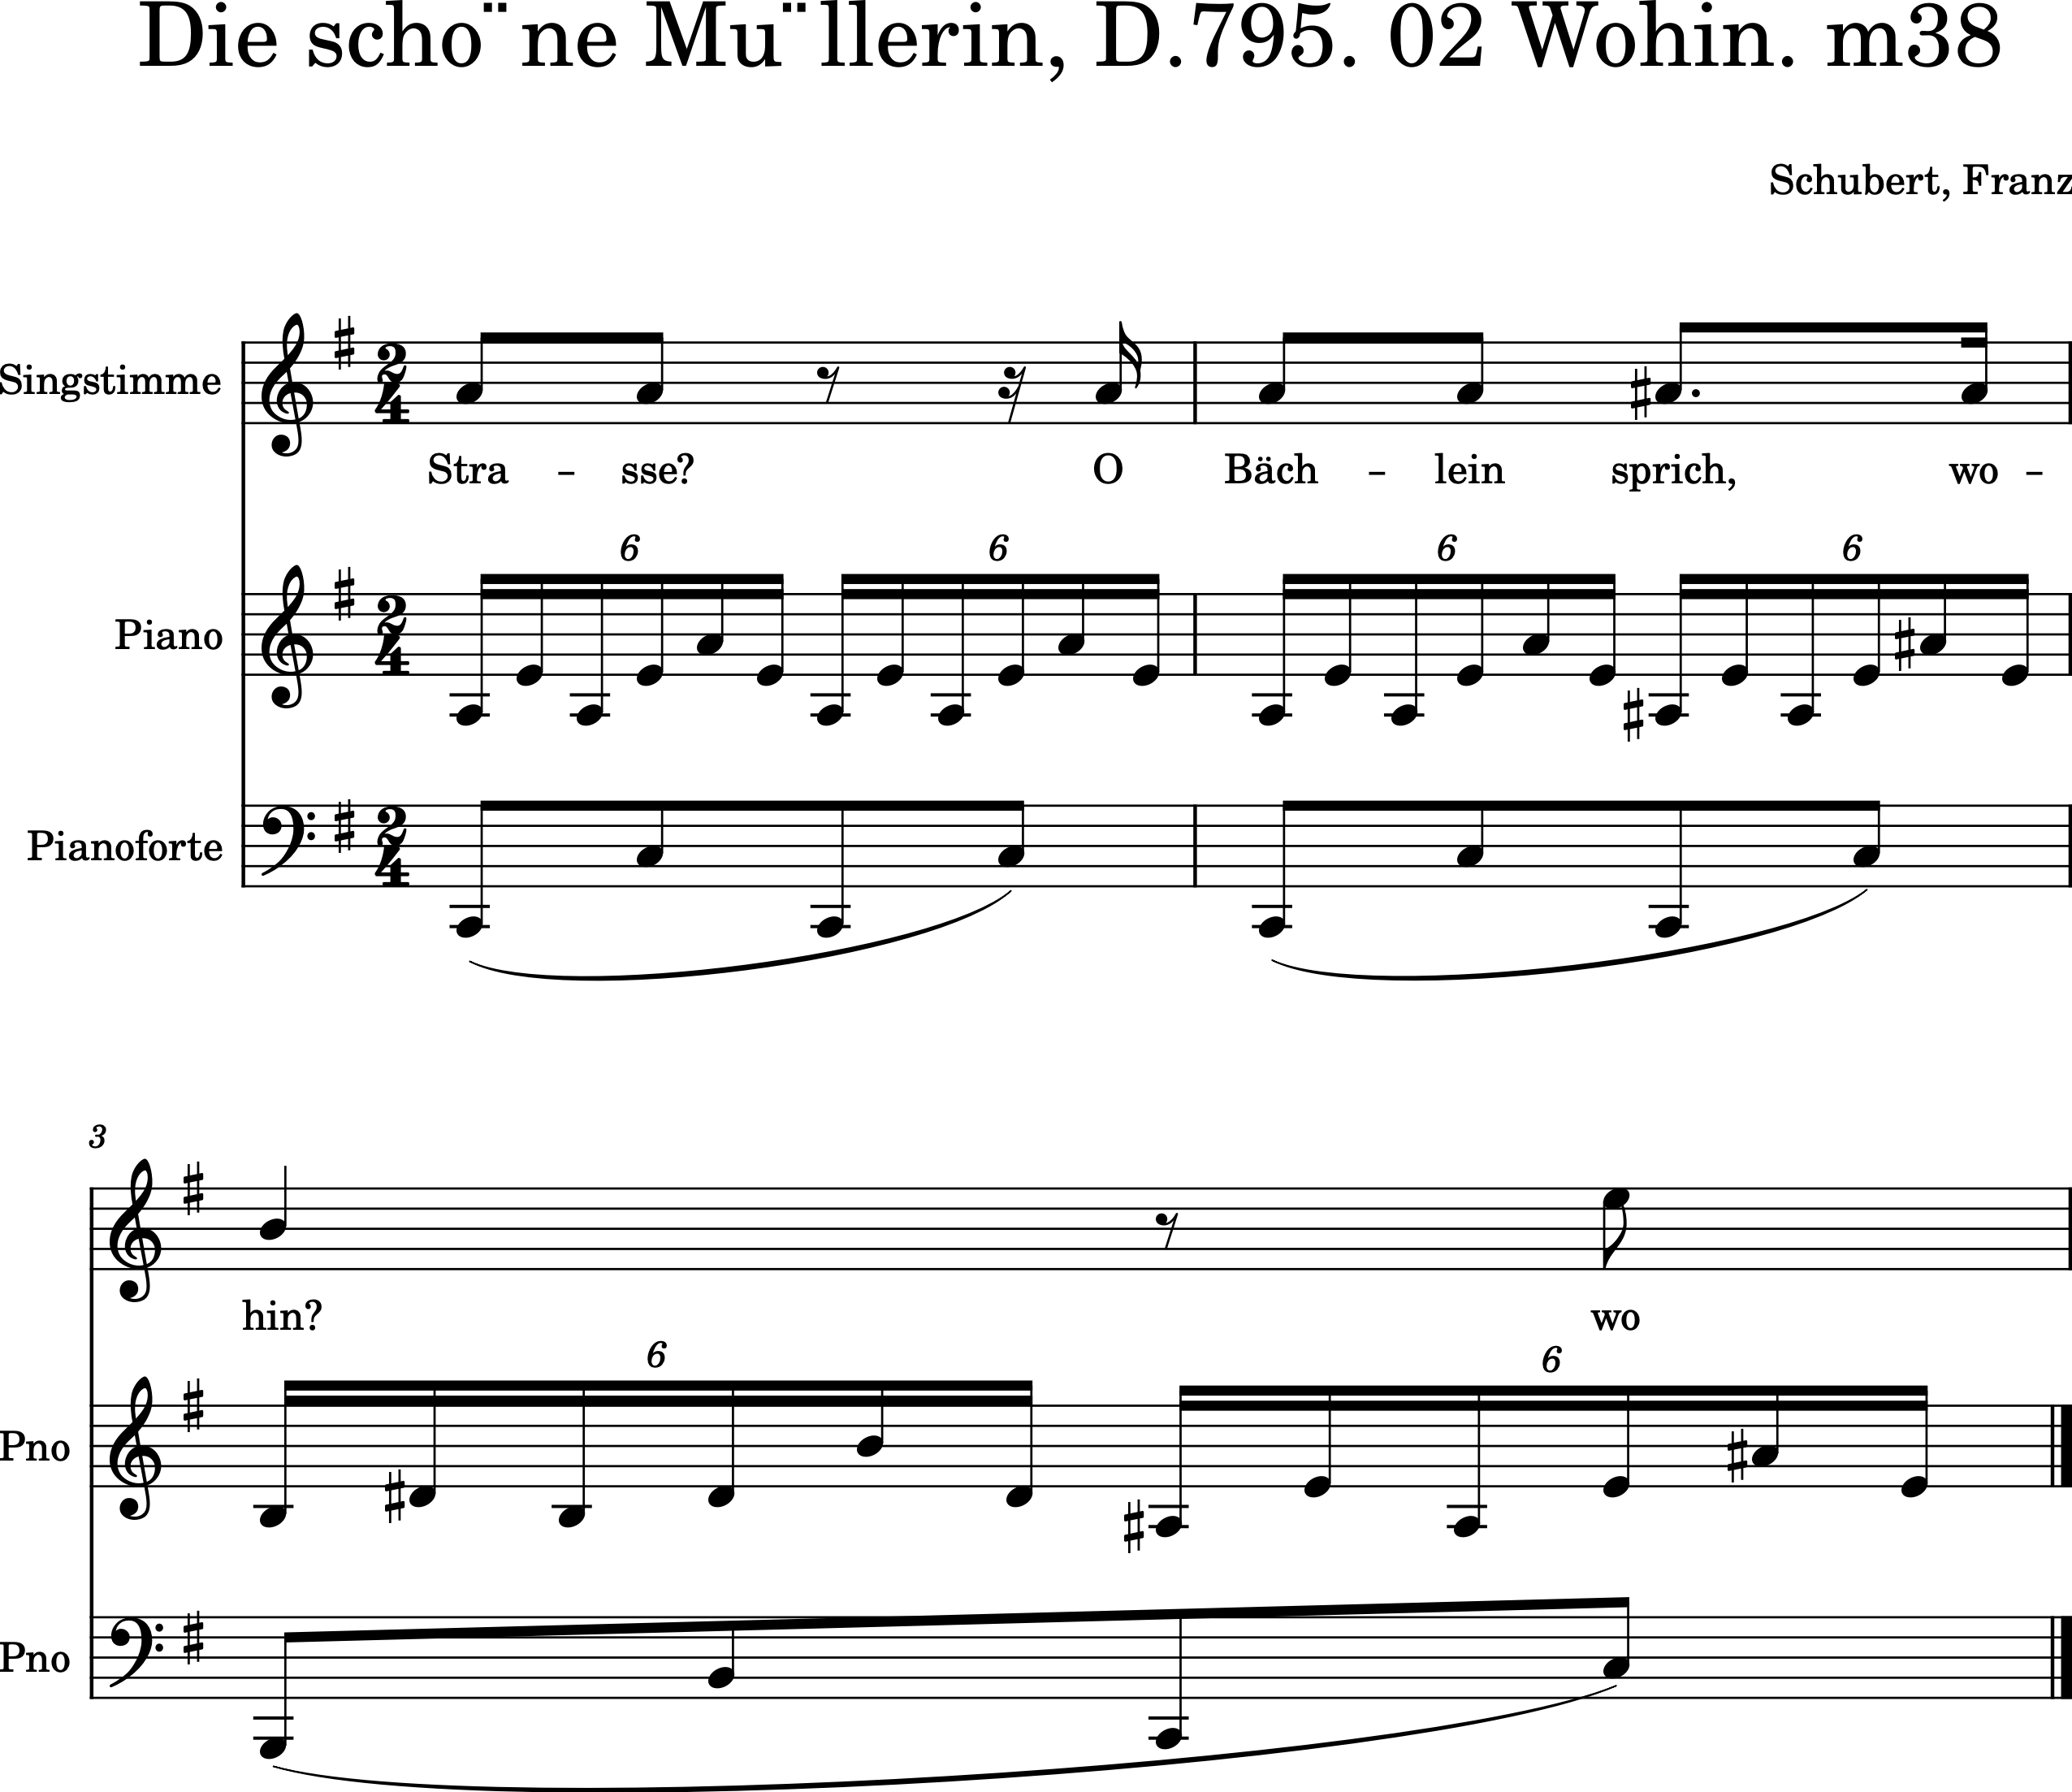 Die scho¨ne Mu¨llerin, D.795. 02 Wohin. m38
Schubert, Franz
Singstimme
Stra - sse? O Bäch - lein sprich, wo -
6 6 6 6
Piano
Pianoforte
3
hin? wo
6 6
Pno
Pno